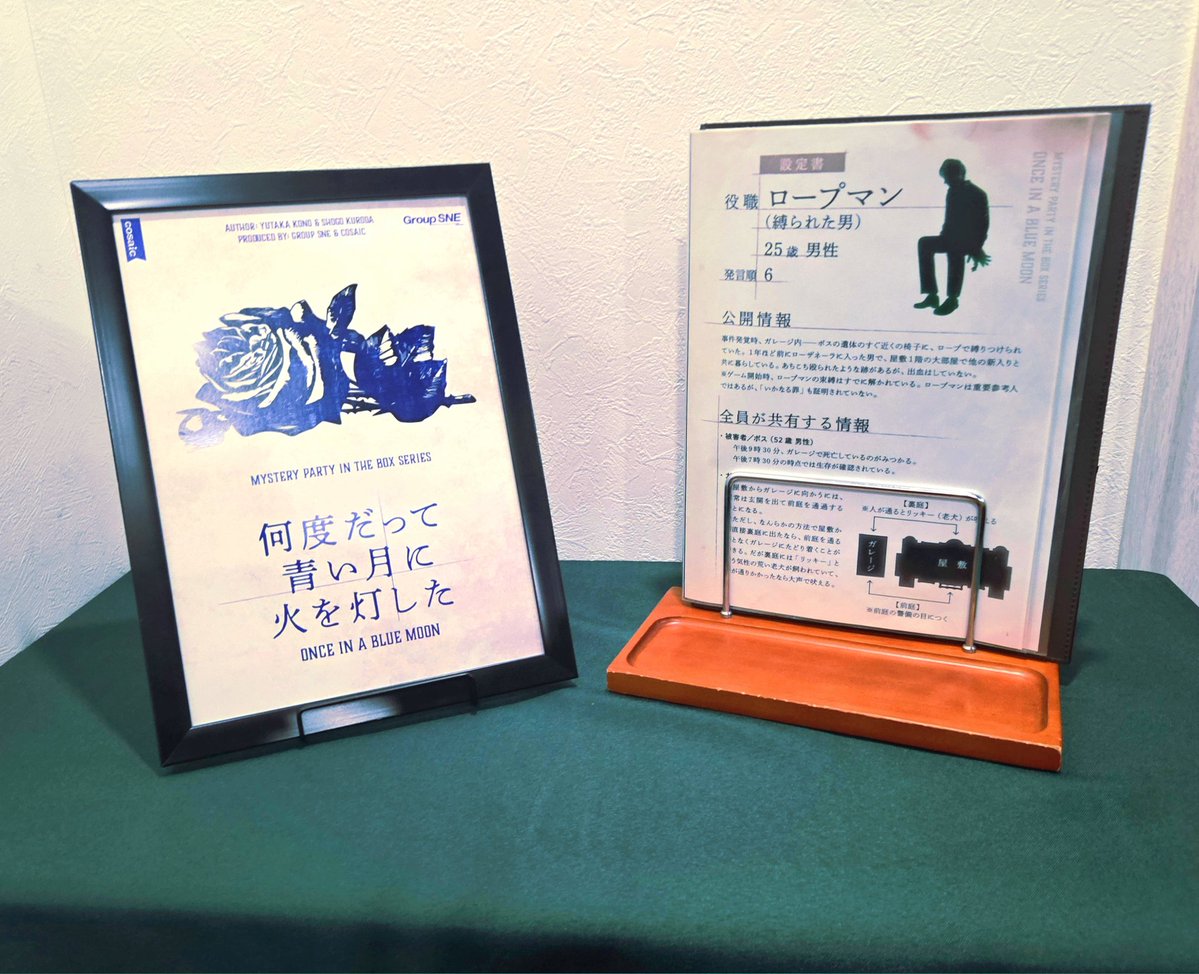 cosaic
AUTHOR: YUTAKA KONO & SHOGO KURODA
PRODUCED BY: GROUP SNE & COSAIC
Group SNE
MYSTERY PARTY IN THE BOX SERIES
何度だって
青い月に
火を灯した
ONCE IN A BLUE MOON
設定書
役職 ロープマン
(縛られた男)
25歳 男性
発言順 6
MYSTERY PARTY IN THE BOX SERIES
ONCE IN A BLUE MOON
公開情報
事件発覚時、ガレージ内——ボスの遺体のすぐ近くの椅子に、ロープで縛りつけられ
ていた。1年ほど前にローザネーラに入った男で、屋敷1階の大部屋で他の新入りと
共に暮らしている。あちこち殴られたような跡があるが、出血はしていない。
※ゲーム開始時、ロープマンの束縛はすでに解かれている。ロープマンは重要参考人
ではあるが、「いかなる罪」も証明されていない。
全員が共有する情報
・被害者/ボス(52歳 男性)
午後9時30分、ガレージで死亡しているのがみつかる。
午後7時30分の時点では生存が確認されている。
屋敷からガレージに向かうには、
常は玄関を出て前庭を通過する
とになる。
ただし、なんらかの方法で屋敷か
直接裏庭に出たなら、前庭を通る
となくガレージにたどり着くことが
きる。だが裏庭には「リッキー」と
う気性の荒い老犬が飼われていて、
が通りかかったなら大声で吠える。
【裏庭】
※人が通るとリッキー(老犬)が吠える
ガレージ
屋敷
【前庭】
※前庭の警備の目につく